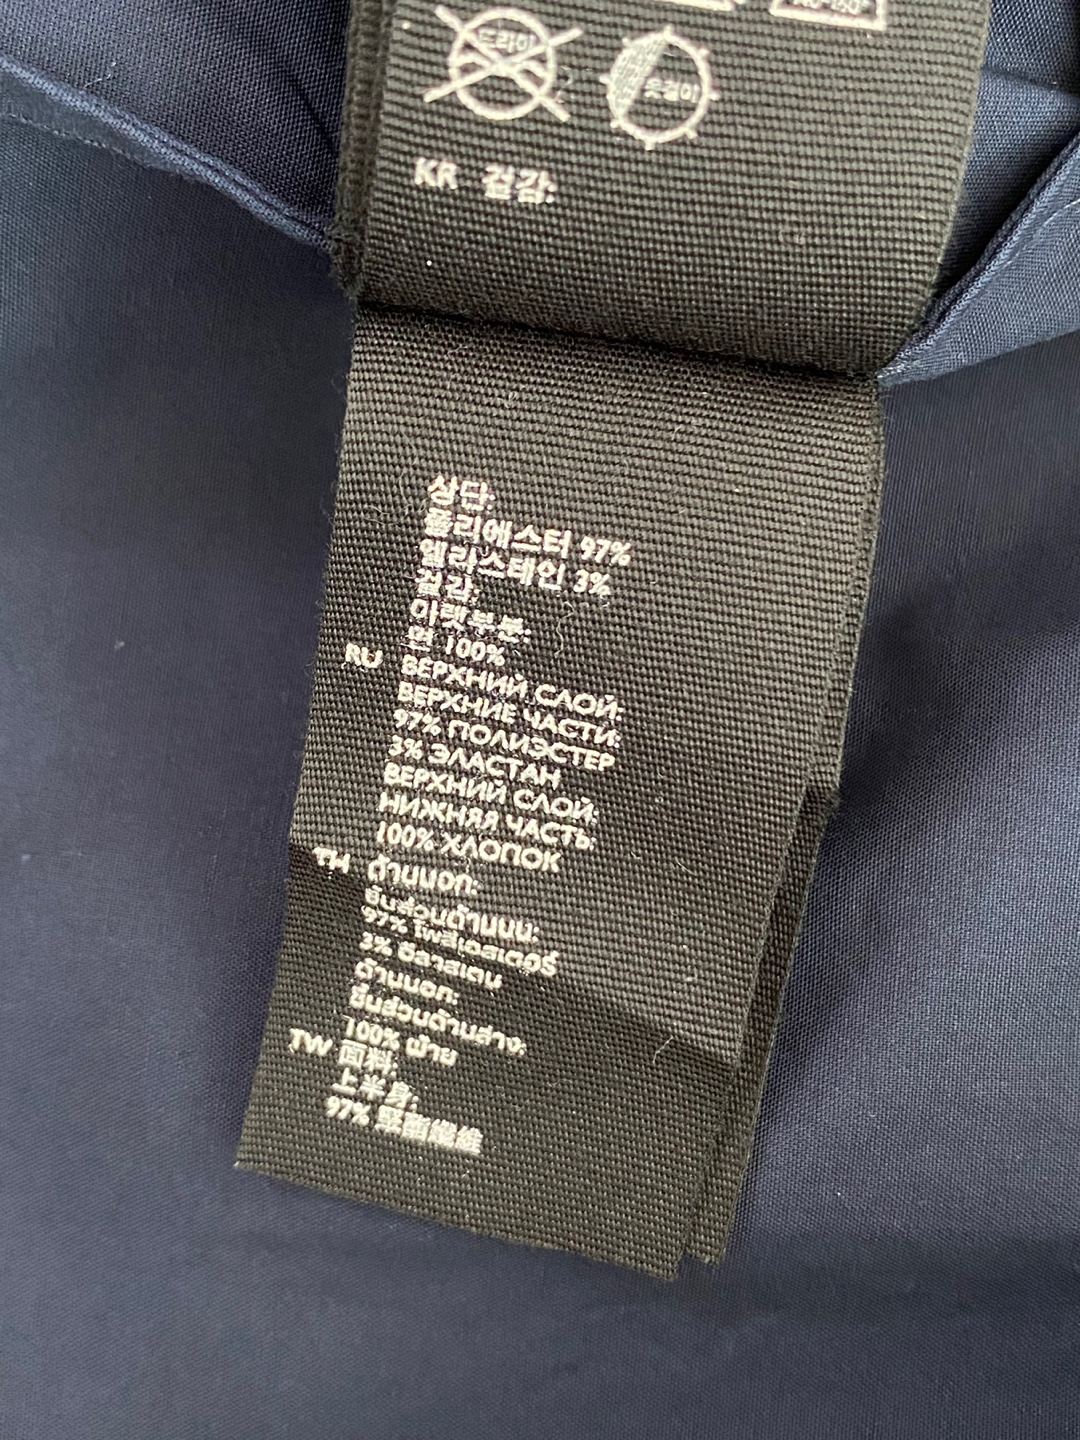 드라이
옷걸이
KR 겉감:
상단:
폴리에스터 97%
엘라스테인 3%
겉감:
아랫부분:
면 100%
RU ВЕРХНИЙ СЛОЙ:
ВЕРХНИЕ ЧАСТИ:
97% ПОЛИЭСТЕР
3% ЭЛАСТАН
ВЕРХНИЙ СЛОЙ:
НИЖНЯЯ ЧАСТЬ:
100% ХЛОПОК
TH ด้านนอก:
ชิ้นส่วนด้านบน:
97% โพลีเอสเตอร์
3% อีลาสเตน
ด้านนอก:
ชิ้นส่วนด้านล่าง:
100% ฝ้าย
TW 面料:
上半身:
97% 聚酯纖維